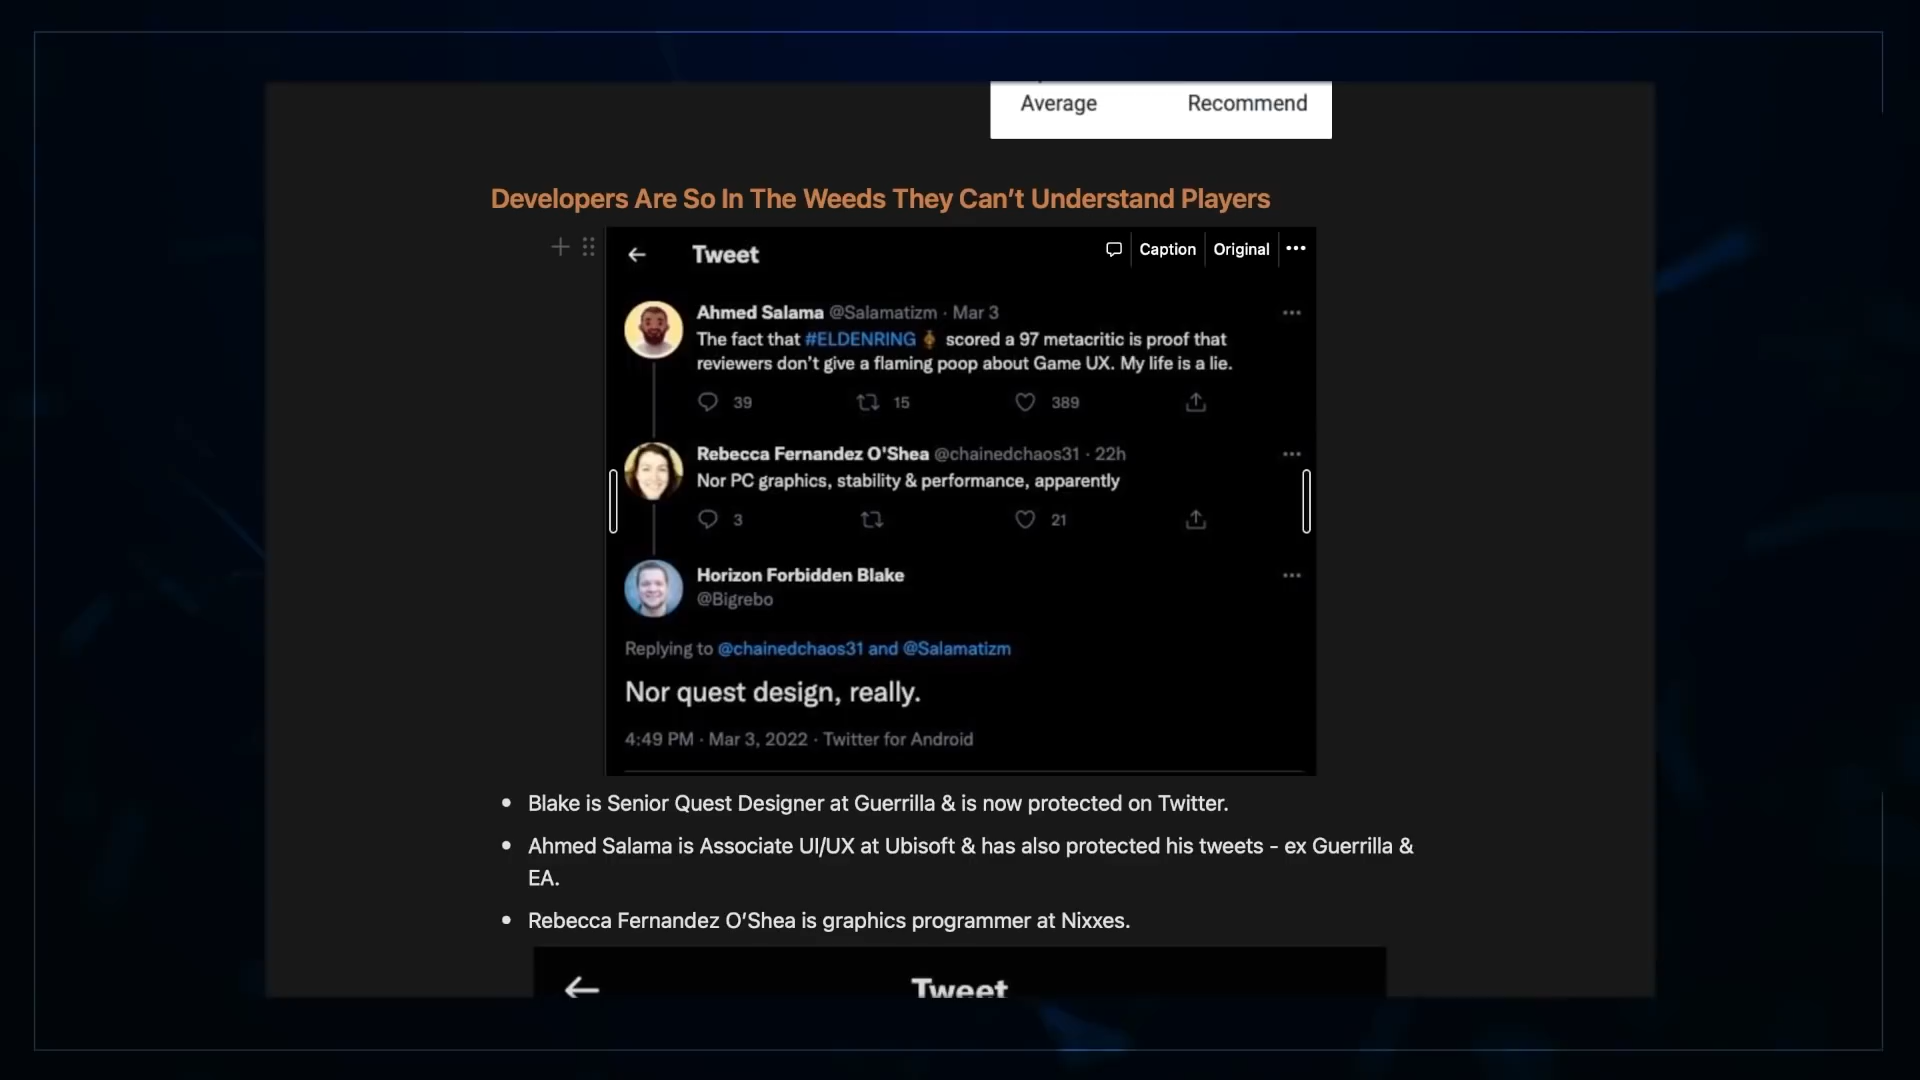 Average Recommend
Developers Are So In The Weeds They Can’t Understand Players
Tweet
Caption Original
Ahmed Salama @Salamatizm · Mar 3
The fact that #ELDENRING scored a 97 metacritic is proof that
reviewers don’t give a flaming poop about Game UX. My life is a lie.
39 15 389
Rebecca Fernandez O'Shea @chainedchaos31 · 22h
Nor PC graphics, stability & performance, apparently
3 21
Horizon Forbidden Blake
@Bigrebo
Replying to @chainedchaos31 and @Salamatizm
Nor quest design, really.
4:49 PM · Mar 3, 2022 · Twitter for Android
• Blake is Senior Quest Designer at Guerrilla & is now protected on Twitter.
• Ahmed Salama is Associate UI/UX at Ubisoft & has also protected his tweets - ex Guerrilla &
EA.
• Rebecca Fernandez O’Shea is graphics programmer at Nixxes.
Tweet